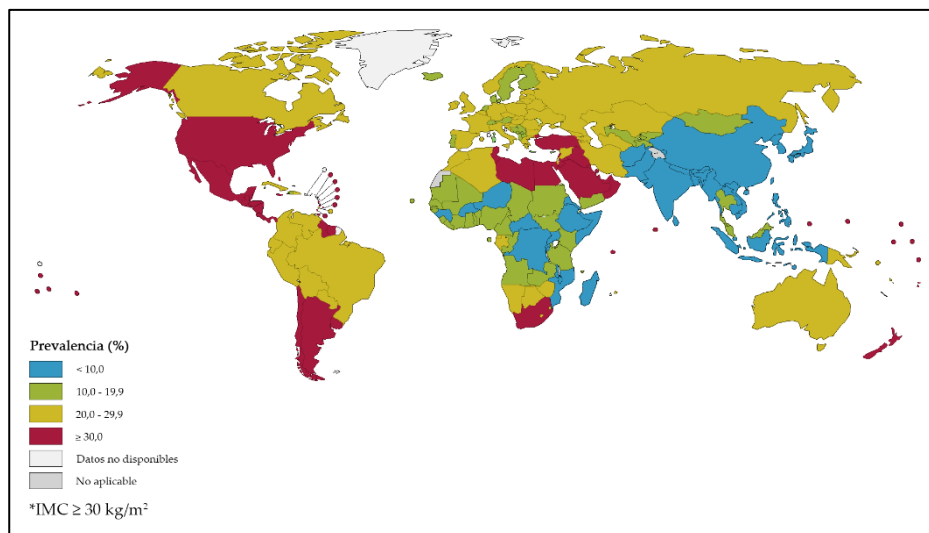 Prevalencia (%)
< 10,0
10,0 - 19,9
20,0 - 29,9
≥ 30,0
Datos no disponibles
No aplicable
*IMC ≥ 30 kg/m²